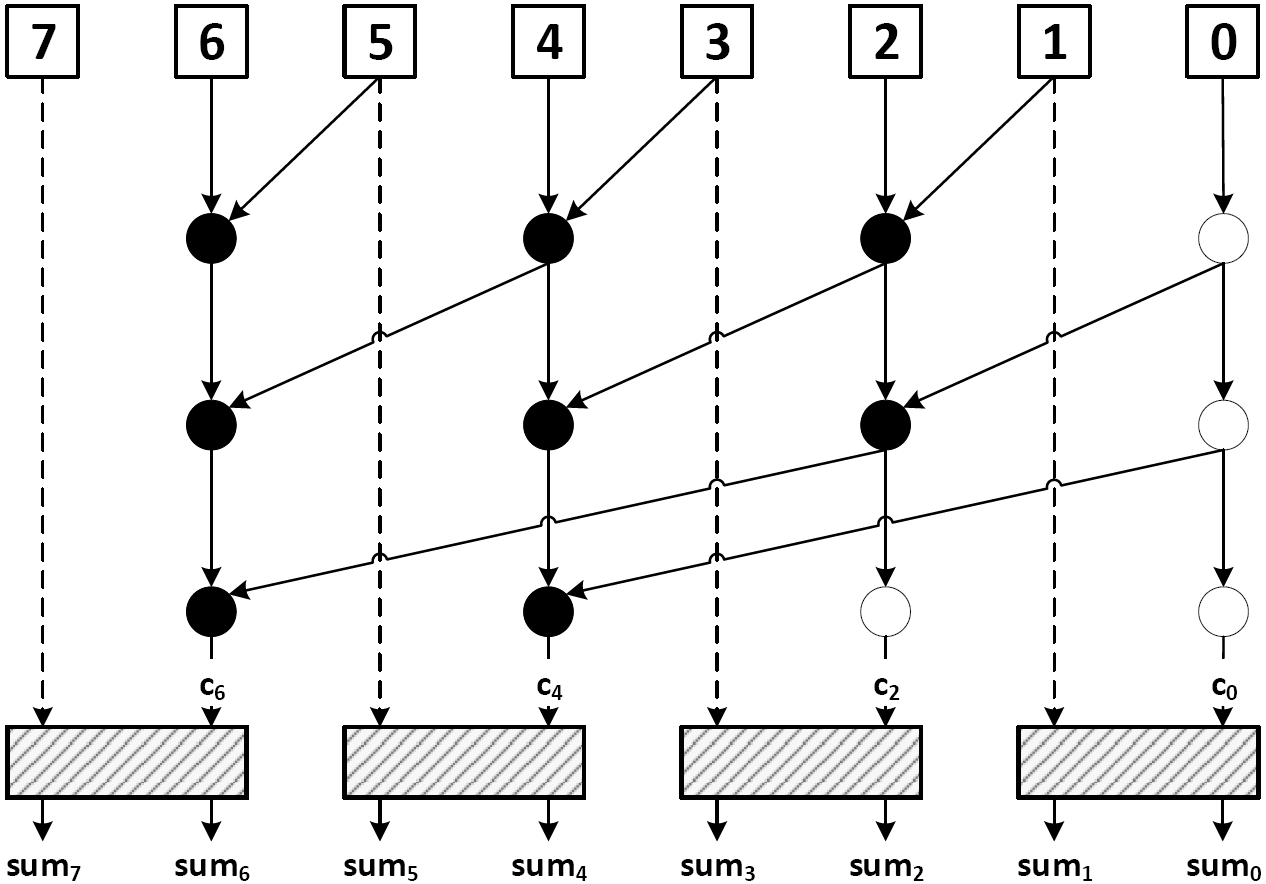 7 6 5 4 3 2 1 0
c₆ c₄ c₂ c₀
sum₇ sum₆ sum₅ sum₄ sum₃ sum₂ sum₁ sum₀